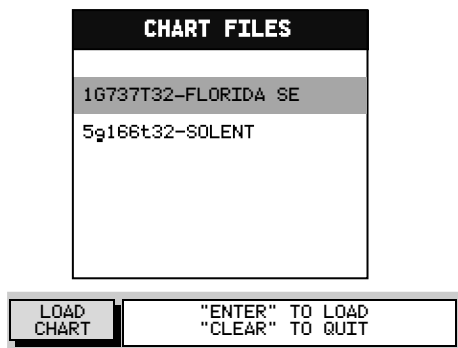 CHART FILES
1G737T32-FLORIDA SE
5g166t32-SOLENT
LOAD
CHART
"ENTER" TO LOAD
"CLEAR" TO QUIT